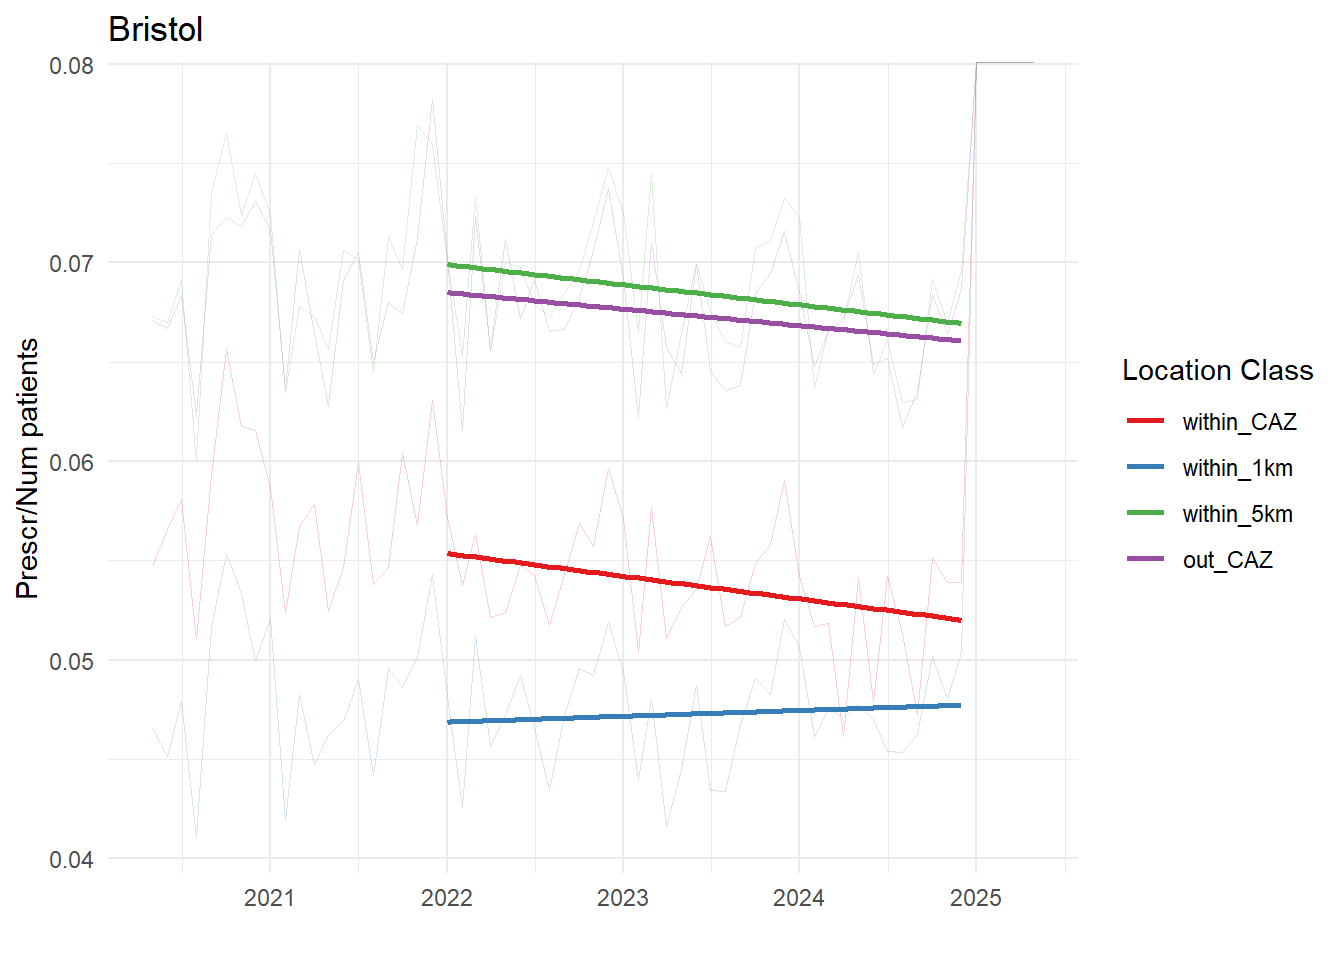 Bristol
0.08
0.07
0.06
0.05
0.04
Prescr/Num patients
2021
2022
2023
2024
2025
Location Class
within_CAZ
within_1km
within_5km
out_CAZ